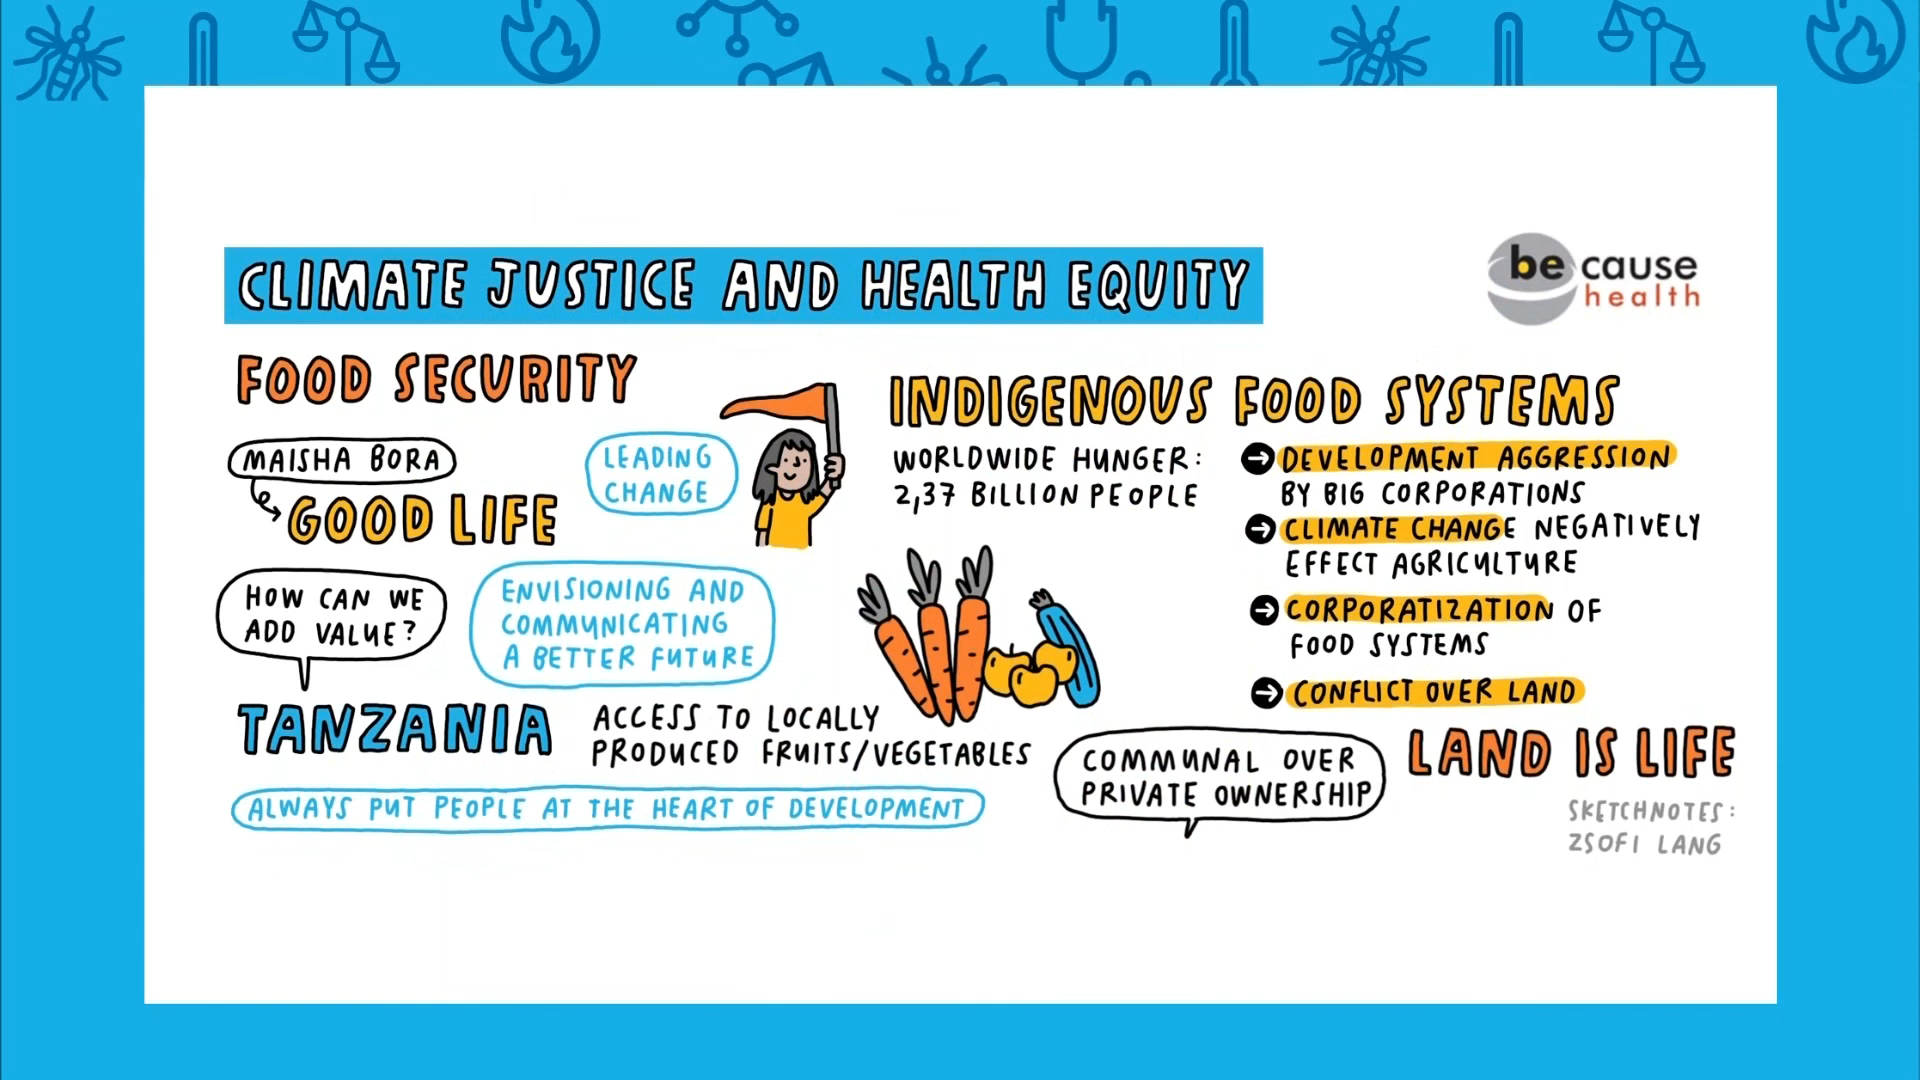 CLIMATE JUSTICE AND HEALTH EQUITY
be cause
health
FOOD SECURITY
MAISHA BORA
GOOD LIFE
LEADING
CHANGE
HOW CAN WE
ADD VALUE?
ENVISIONING AND
COMMUNICATING
A BETTER FUTURE
TANZANIA
ACCESS TO LOCALLY
PRODUCED FRUITS/VEGETABLES
ALWAYS PUT PEOPLE AT THE HEART OF DEVELOPMENT
INDIGENOUS FOOD SYSTEMS
WORLDWIDE HUNGER:
2,37 BILLION PEOPLE
DEVELOPMENT AGGRESSION
BY BIG CORPORATIONS
CLIMATE CHANGE NEGATIVELY
EFFECT AGRICULTURE
CORPORATIZATION OF
FOOD SYSTEMS
CONFLICT OVER LAND
COMMUNAL OVER
PRIVATE OWNERSHIP
LAND IS LIFE
SKETCHNOTES:
ZSOFI LANG